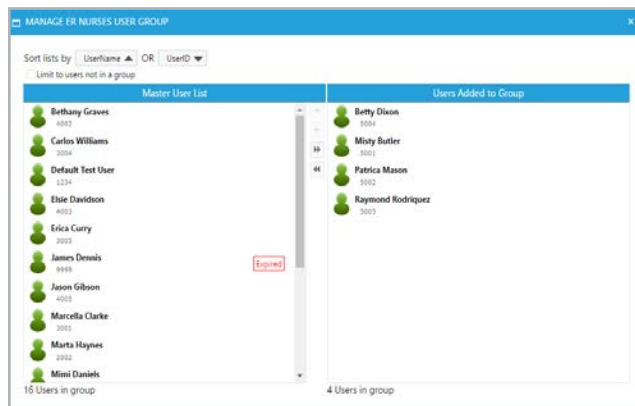 MANAGE ER NURSES USER GROUP
Sort lists by UserName OR UserID
Limit to users not in a group
Master User List
Bethany Graves
4003
Carlos Williams
3004
Default Test User
1234
Elsie Davidson
Erica Curry
2003
James Dennis
9999
Expired
Jason Gibson
4005
Marcella Clarke
3001
Marta Haynes
2002
Mimi Daniels
16 Users in group
Users Added to Group
Betty Dixon
5004
Misty Butler
5001
Patrica Mason
5002
Raymond Rodriquez
5003
4 Users in group